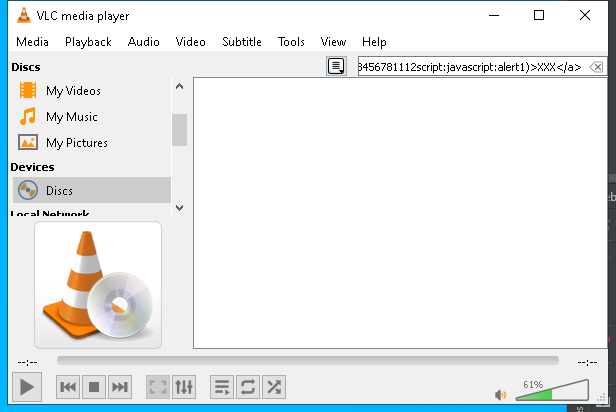 VLC media player
Media Playback Audio Video Subtitle Tools View Help
Discs
3456781112script:javascript:alert1)>XXX</a>
My Videos
My Music
My Pictures
Devices
Discs
Local Network
--:-- --:--
61%